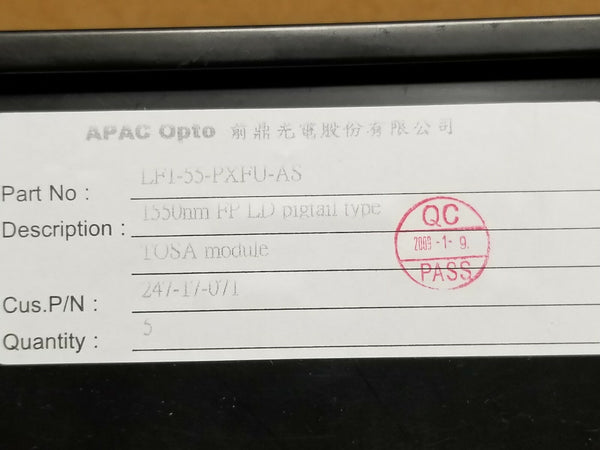 APAC Opto 前鼎光電股份有限公司
Part No : LF1-55-PXFU-AS
Description : 1550nm FP LD pigtail type
TOSA module
Cus.P/N : 247-17-071
Quantity : 5
QC
2009 -1- 9.
PASS